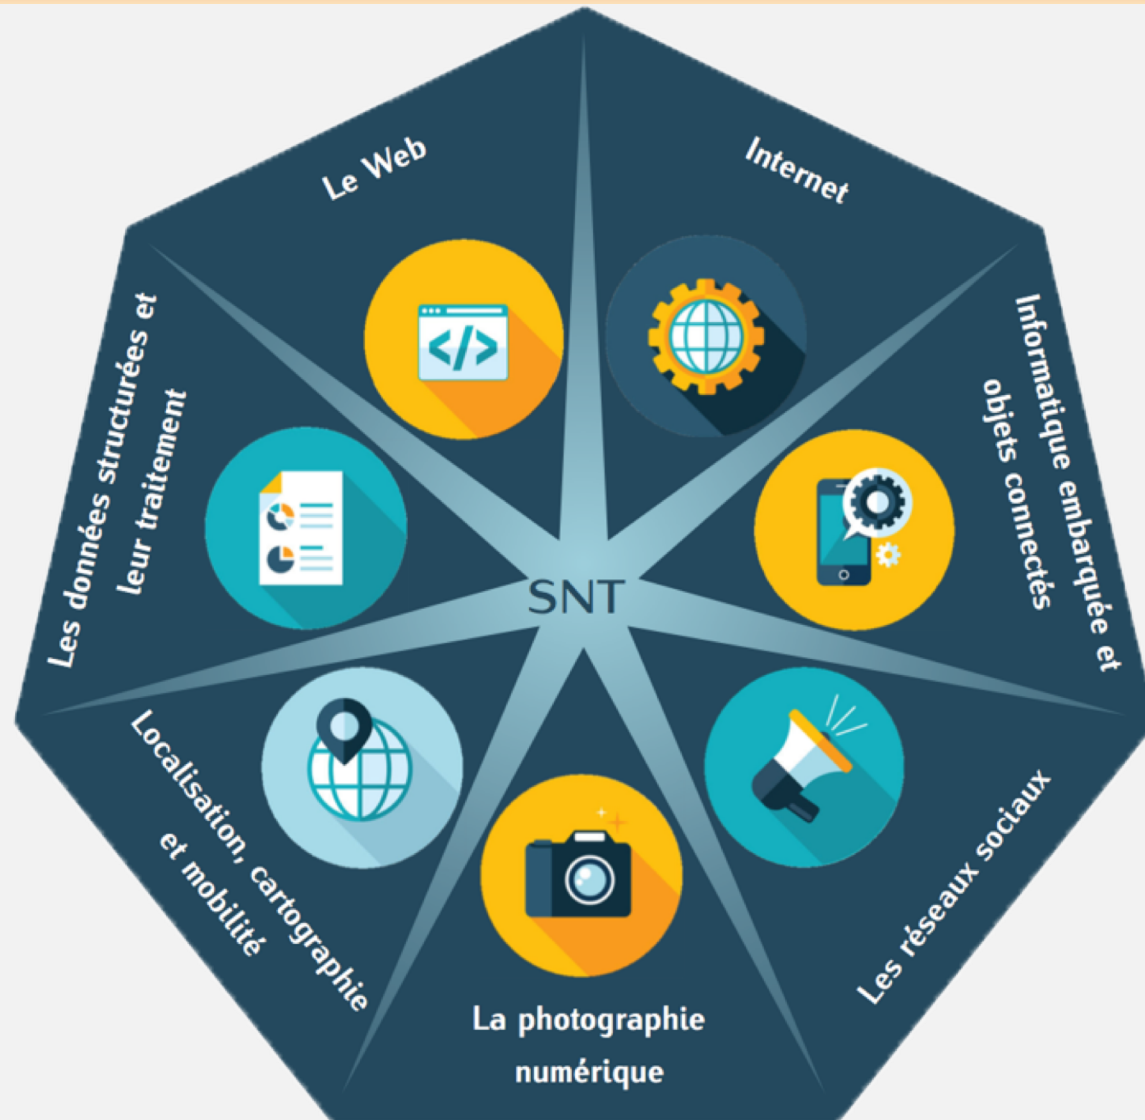 Le Web
Internet
Les données structurées et
leur traitement
Informatique embarquée et
objets connectés
SNT
Localisation, cartographie
et mobilité
Les réseaux sociaux
La photographie
numérique